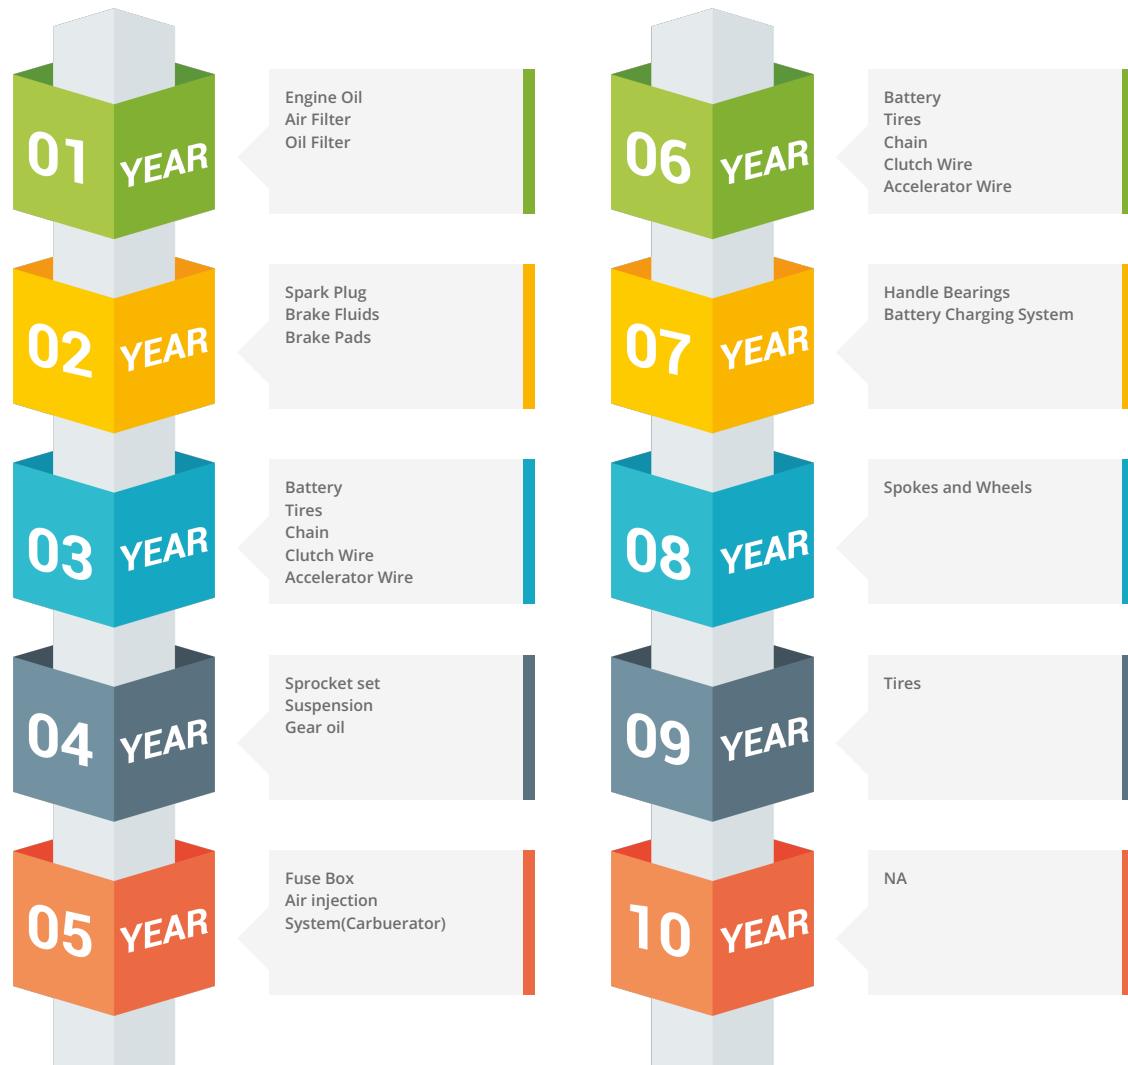 01 YEAR
Engine Oil
Air Filter
Oil Filter
02 YEAR
Spark Plug
Brake Fluids
Brake Pads
03 YEAR
Battery
Tires
Chain
Clutch Wire
Accelerator Wire
04 YEAR
Sprocket set
Suspension
Gear oil
05 YEAR
Fuse Box
Air injection
System(Carbuerator)
06 YEAR
Battery
Tires
Chain
Clutch Wire
Accelerator Wire
07 YEAR
Handle Bearings
Battery Charging System
08 YEAR
Spokes and Wheels
09 YEAR
Tires
10 YEAR
NA